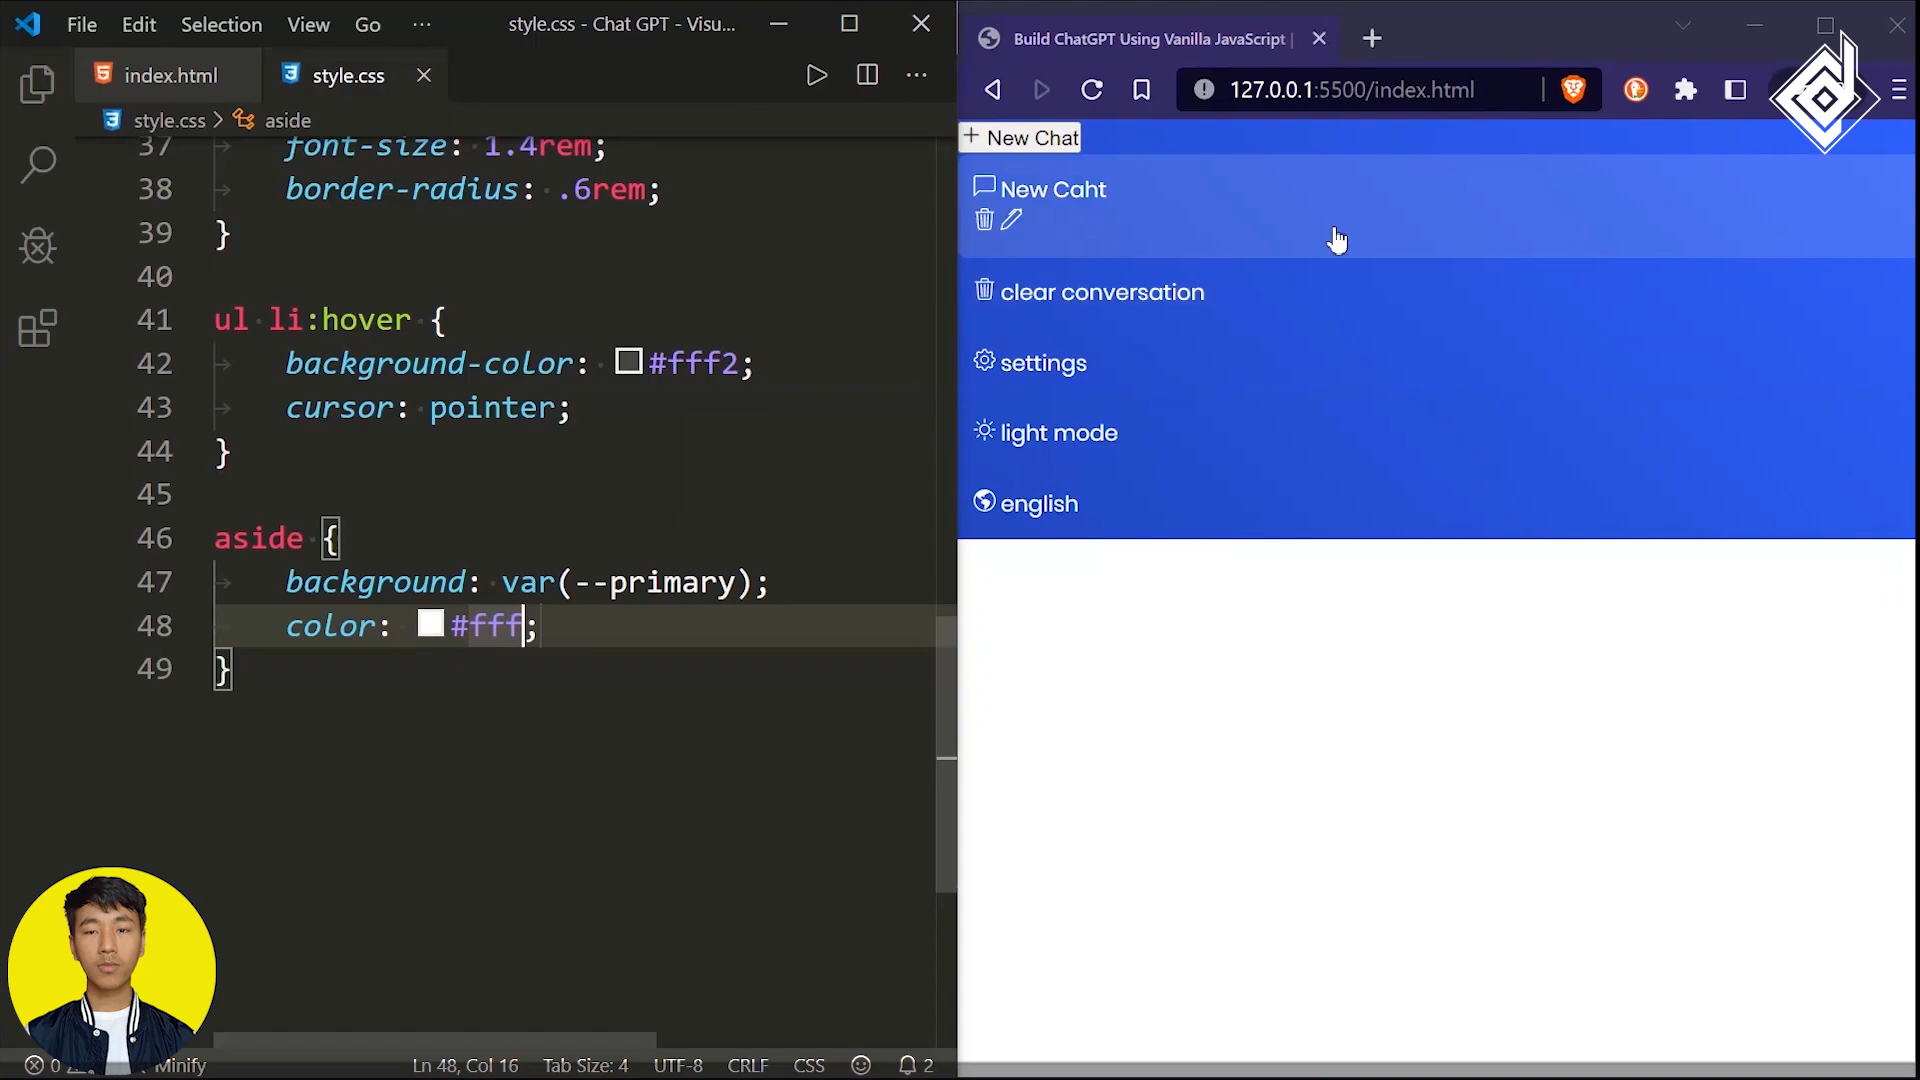 File Edit Selection View Go ··· style.css - Chat GPT - Visu...
index.html style.css
style.css > aside
37 font-size: 1.4rem;
38 border-radius: .6rem;
39 }
40
41 ul li:hover {
42 background-color: #fff2;
43 cursor: pointer;
44 }
45
46 aside {
47 background: var(--primary);
48 color: #fff;
49 }
0 Minify Ln 48, Col 16 Tab Size: 4 UTF-8 CRLF CSS 2
Build ChatGPT Using Vanilla JavaScript |
127.0.0.1:5500/index.html
+ New Chat
New Caht
clear conversation
settings
light mode
english